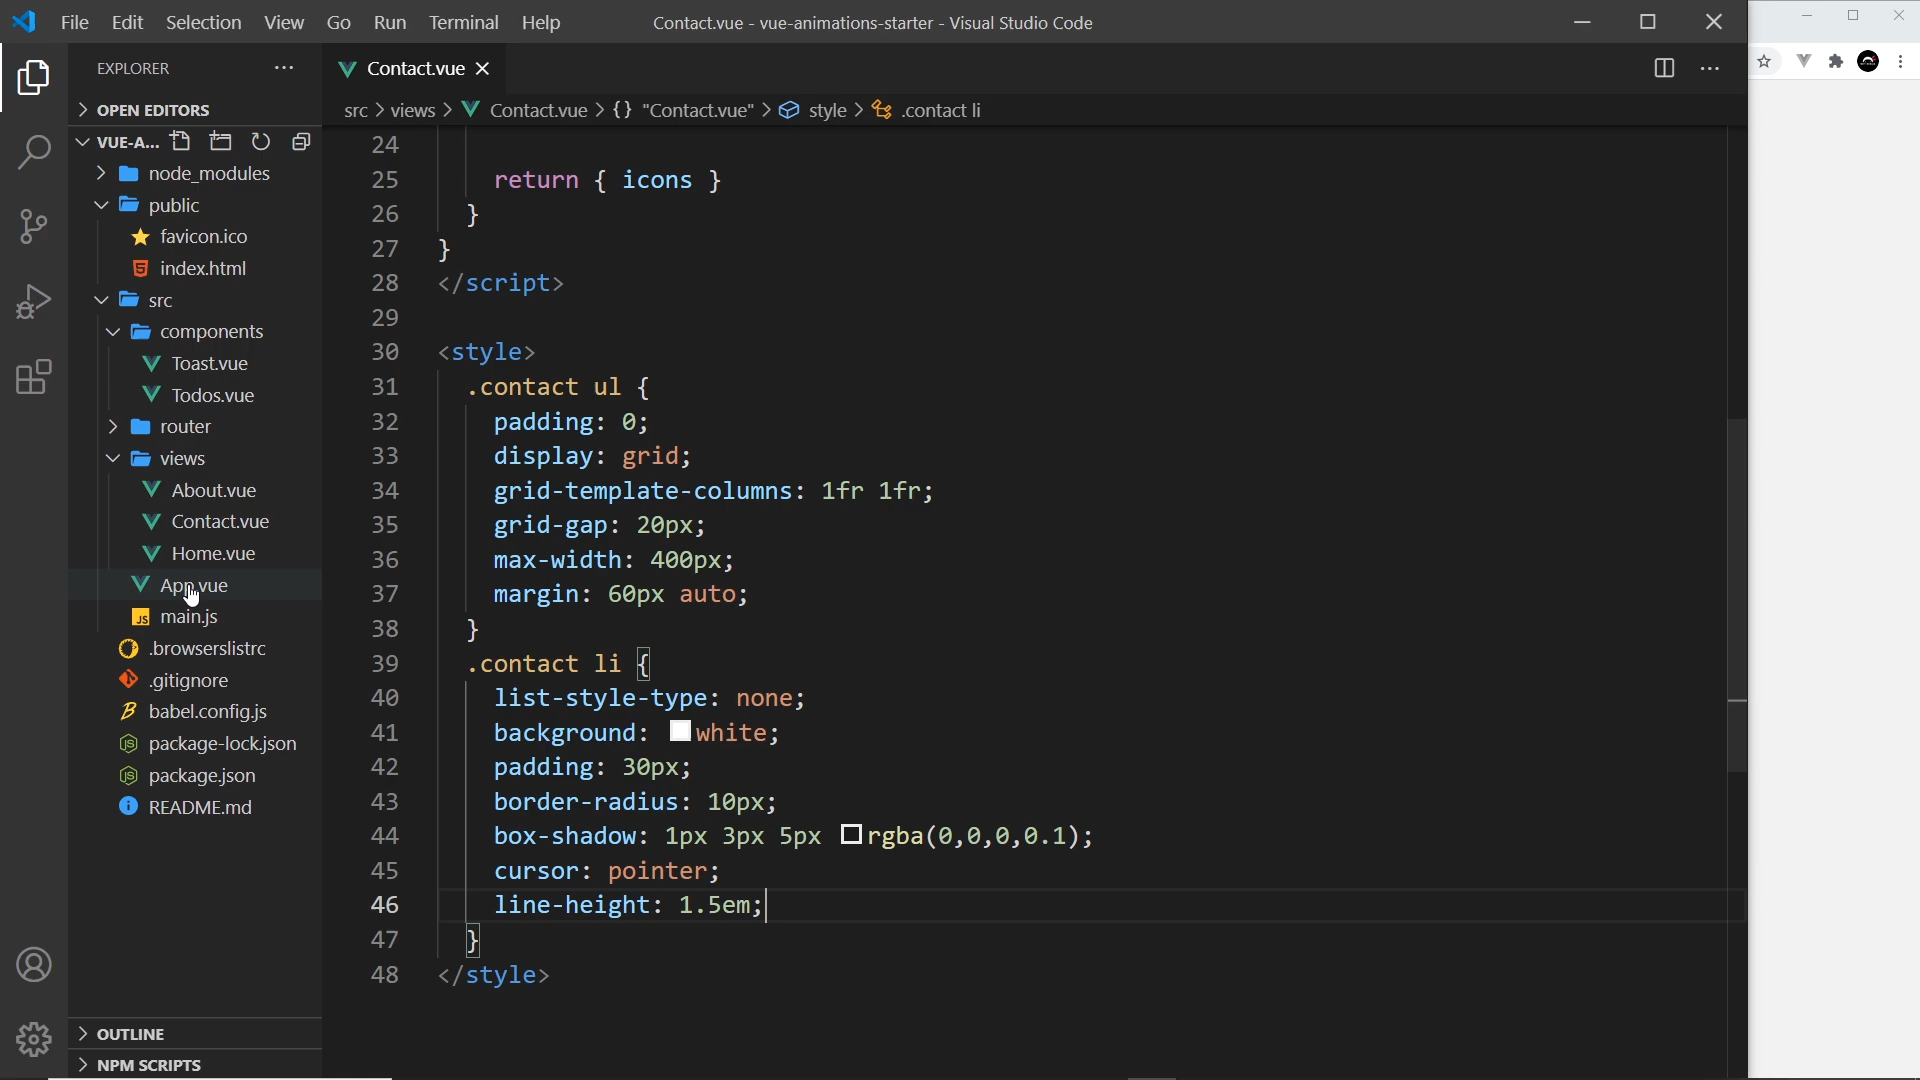 File Edit Selection View Go Run Terminal Help
Contact.vue - vue-animations-starter - Visual Studio Code
EXPLORER
OPEN EDITORS
VUE-A...
node_modules
public
favicon.ico
index.html
src
components
Toast.vue
Todos.vue
router
views
About.vue
Contact.vue
Home.vue
App.vue
main.js
.browserslistrc
.gitignore
babel.config.js
package-lock.json
package.json
README.md
OUTLINE
NPM SCRIPTS
Contact.vue
src > views > Contact.vue > {} "Contact.vue" > style > .contact li
24
25 return { icons }
26 }
27 }
28 </script>
29
30 <style>
31 .contact ul {
32 padding: 0;
33 display: grid;
34 grid-template-columns: 1fr 1fr;
35 grid-gap: 20px;
36 max-width: 400px;
37 margin: 60px auto;
38 }
39 .contact li {
40 list-style-type: none;
41 background: white;
42 padding: 30px;
43 border-radius: 10px;
44 box-shadow: 1px 3px 5px rgba(0,0,0,0.1);
45 cursor: pointer;
46 line-height: 1.5em;
47 }
48 </style>